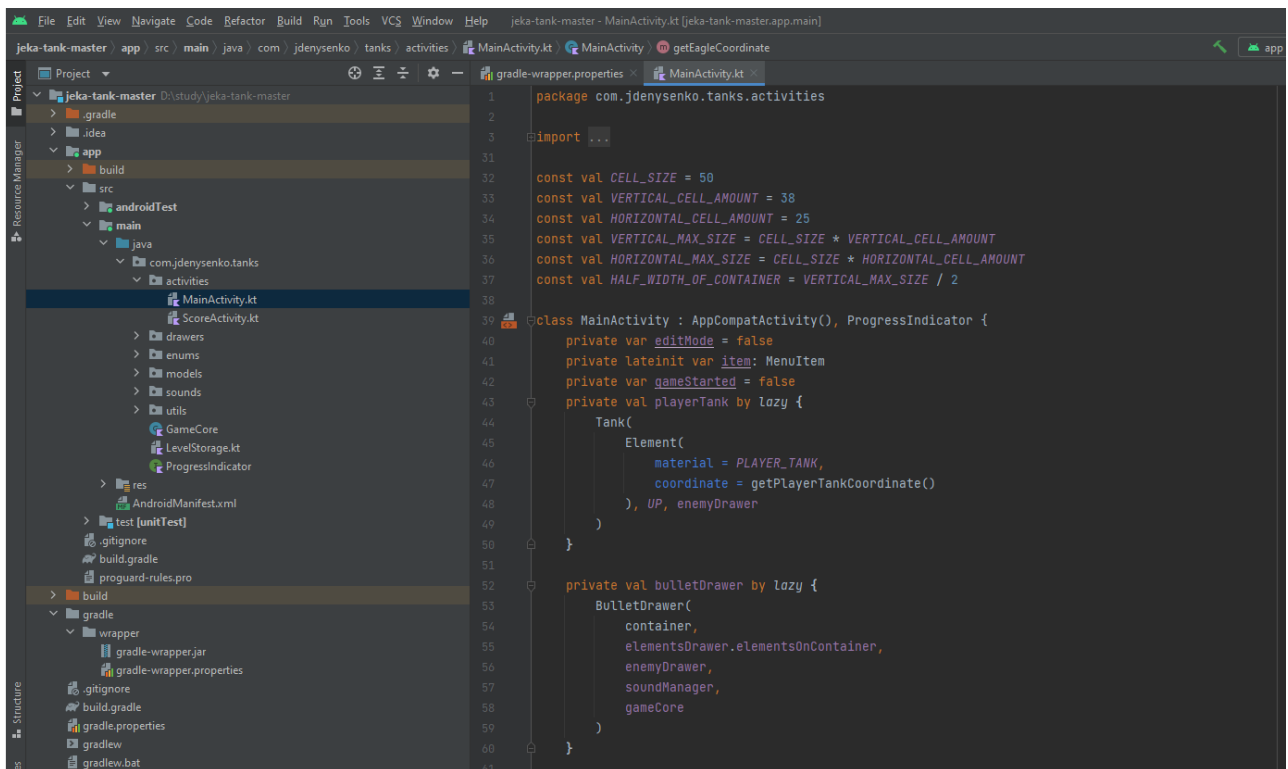 File Edit View Navigate Code Refactor Build Run Tools VCS Window Help jeka-tank-master - MainActivity.kt [jeka-tank-master.app.main]
jeka-tank-master app src main java com jdenysenko tanks activities MainActivity.kt MainActivity getEagleCoordinate app
Project
Resource Manager
Structure
Project
jeka-tank-master D:\study\jeka-tank-master
.gradle
.idea
app
build
src
androidTest
main
java
com.jdenysenko.tanks
activities
MainActivity.kt
ScoreActivity.kt
drawers
enums
models
sounds
utils
GameCore
LevelStorage.kt
ProgressIndicator
res
AndroidManifest.xml
test [unitTest]
.gitignore
build.gradle
proguard-rules.pro
build
gradle
wrapper
gradle-wrapper.jar
gradle-wrapper.properties
.gitignore
build.gradle
gradle.properties
gradlew
gradlew.bat
gradle-wrapper.properties MainActivity.kt
1 package com.jdenysenko.tanks.activities
2
3 import ...
31
32 const val CELL_SIZE = 50
33 const val VERTICAL_CELL_AMOUNT = 38
34 const val HORIZONTAL_CELL_AMOUNT = 25
35 const val VERTICAL_MAX_SIZE = CELL_SIZE * VERTICAL_CELL_AMOUNT
36 const val HORIZONTAL_MAX_SIZE = CELL_SIZE * HORIZONTAL_CELL_AMOUNT
37 const val HALF_WIDTH_OF_CONTAINER = VERTICAL_MAX_SIZE / 2
38
39 class MainActivity : AppCompatActivity(), ProgressIndicator {
40 private var editMode = false
41 private lateinit var item: MenuItem
42 private var gameStarted = false
43 private val playerTank by lazy {
44 Tank(
45 Element(
46 material = PLAYER_TANK,
47 coordinate = getPlayerTankCoordinate()
48 ), UP, enemyDrawer
49 )
50 }
51
52 private val bulletDrawer by lazy {
53 BulletDrawer(
54 container,
55 elementsDrawer.elementsOnContainer,
56 enemyDrawer,
57 soundManager,
58 gameCore
59 )
60 }